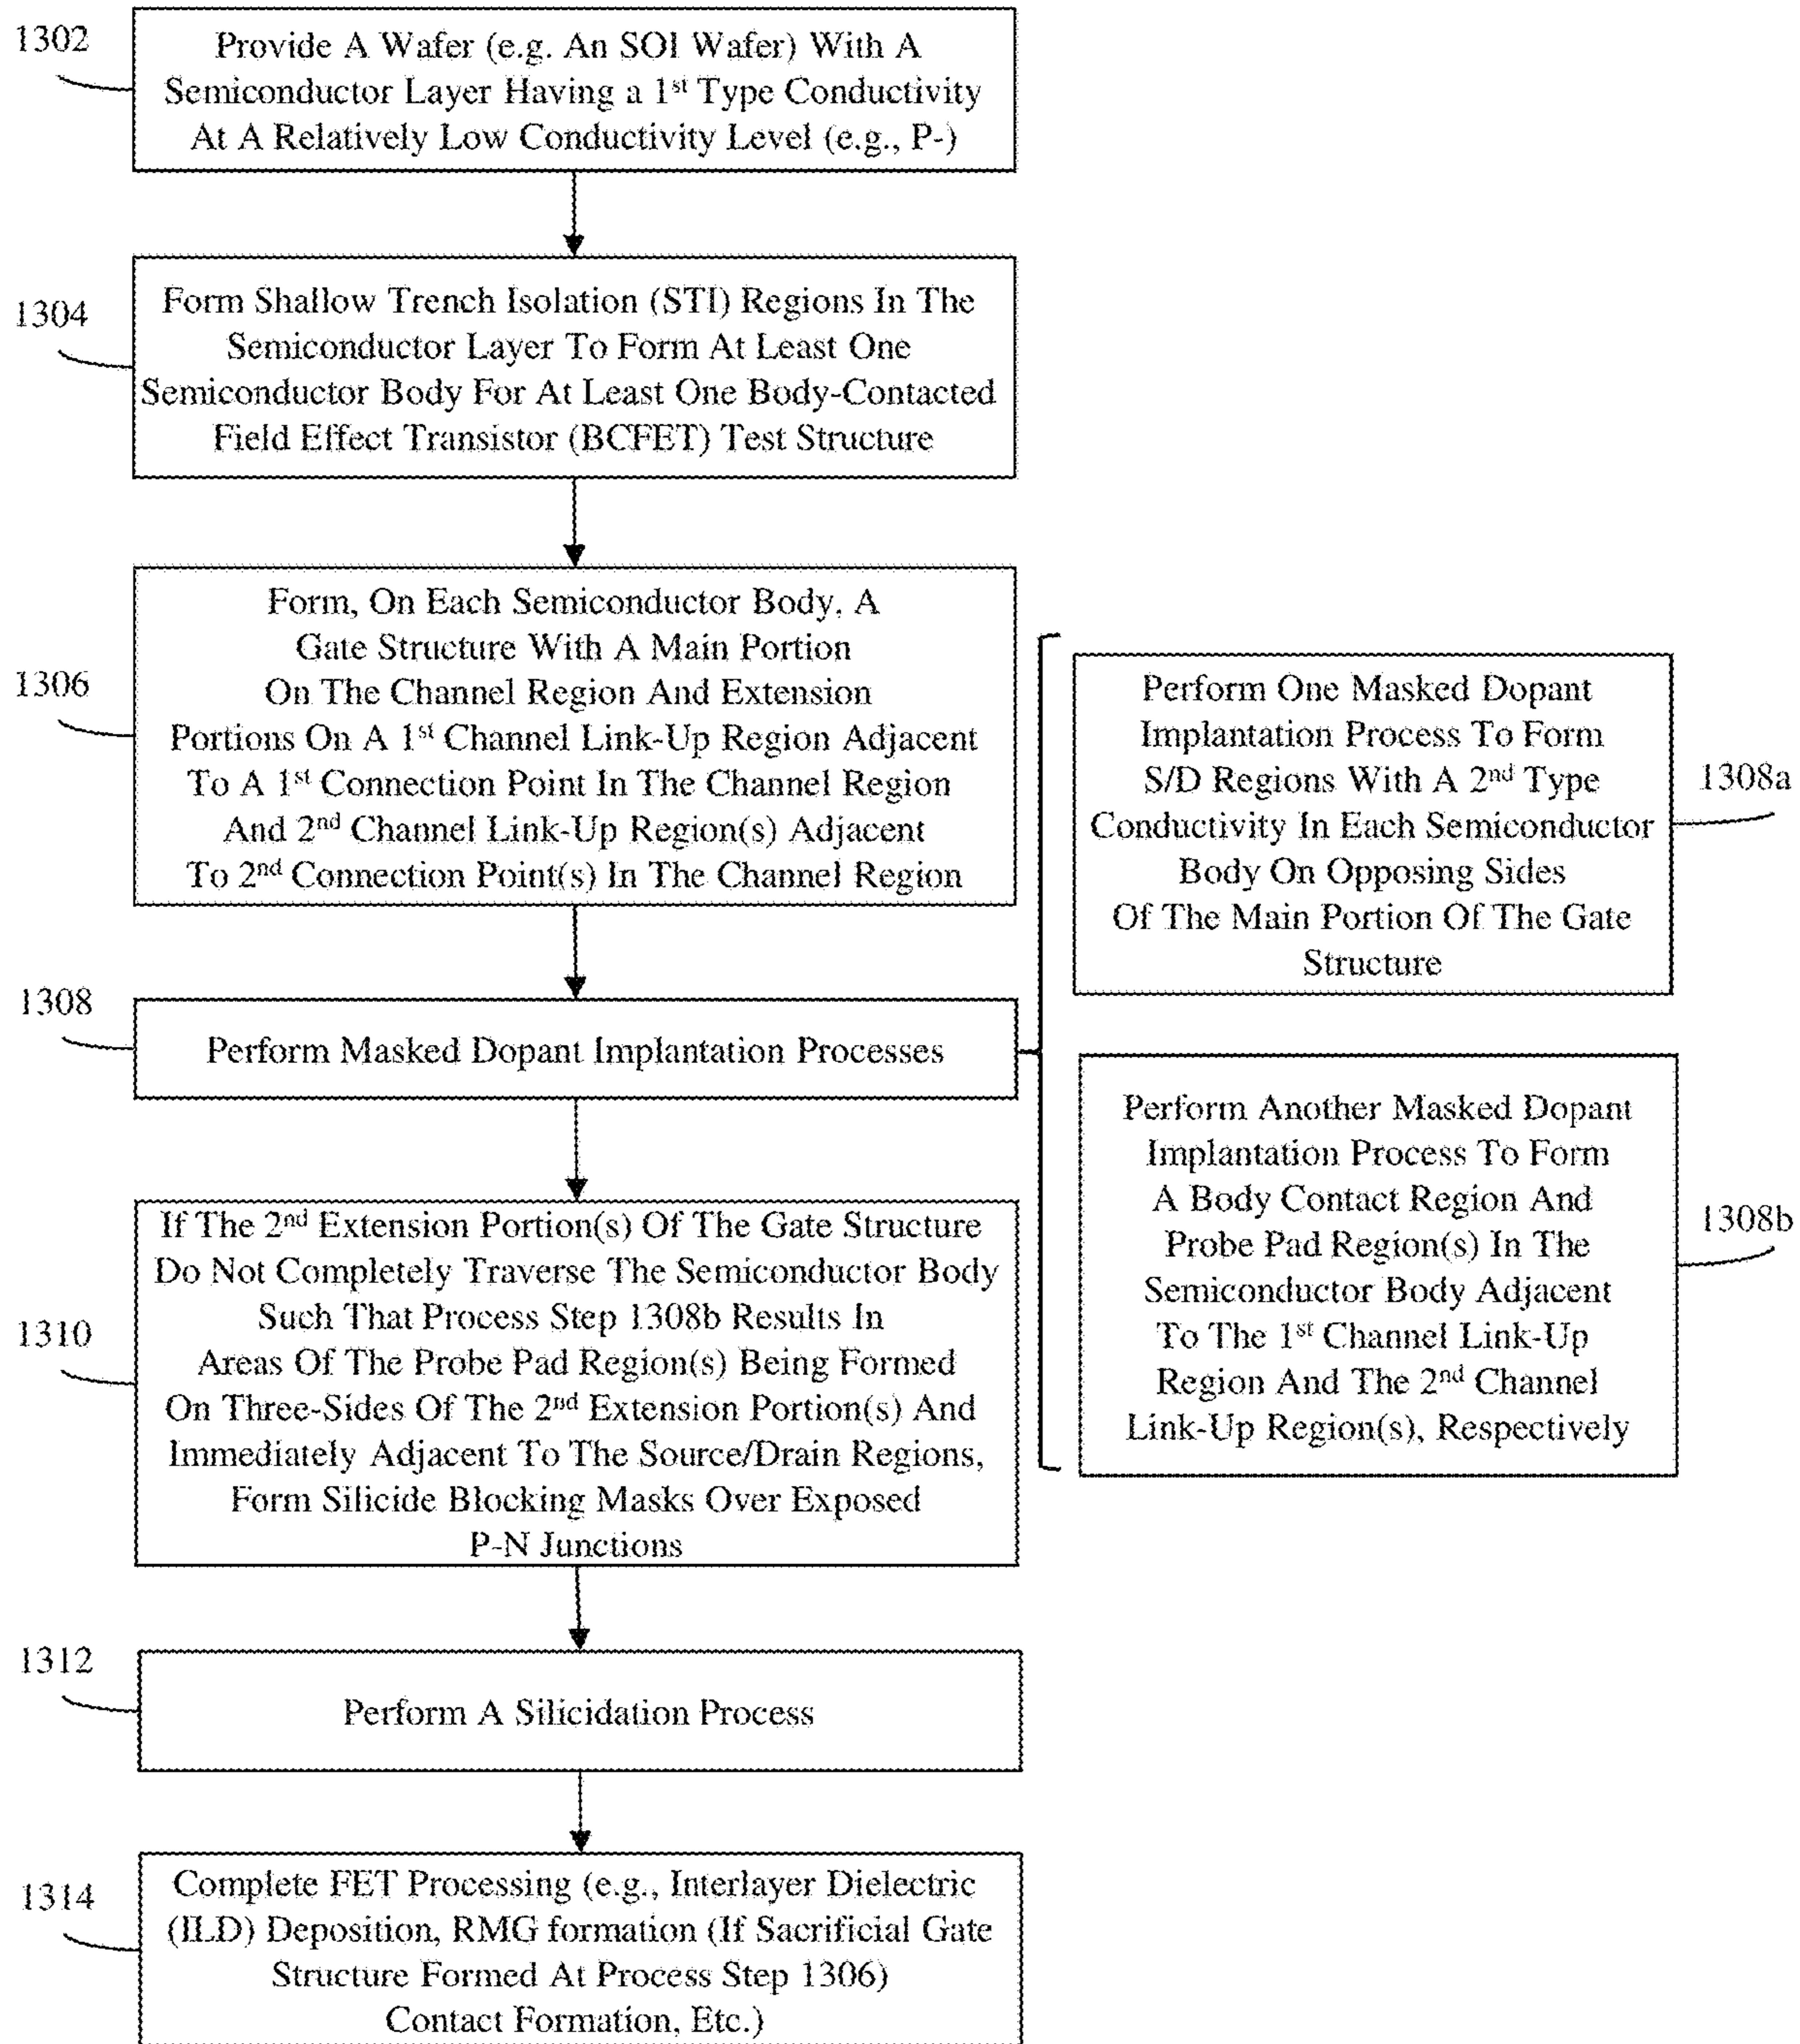 1302
Provide A Wafer (e.g. An SOI Wafer) With A
Semiconductor Layer Having a 1st Type Conductivity
At A Relatively Low Conductivity Level (e.g., P-)
1304
Form Shallow Trench Isolation (STI) Regions In The
Semiconductor Layer To Form At Least One
Semiconductor Body For At Least One Body-Contacted
Field Effect Transistor (BCFET) Test Structure
1306
Form, On Each Semiconductor Body, A
Gate Structure With A Main Portion
On The Channel Region And Extension
Portions On A 1st Channel Link-Up Region Adjacent
To A 1st Connection Point In The Channel Region
And 2nd Channel Link-Up Region(s) Adjacent
To 2nd Connection Point(s) In The Channel Region
1308
Perform Masked Dopant Implantation Processes
1308a
Perform One Masked Dopant
Implantation Process To Form
S/D Regions With A 2nd Type
Conductivity In Each Semiconductor
Body On Opposing Sides
Of The Main Portion Of The Gate
Structure
1308b
Perform Another Masked Dopant
Implantation Process To Form
A Body Contact Region And
Probe Pad Region(s) In The
Semiconductor Body Adjacent
To The 1st Channel Link-Up
Region And The 2nd Channel
Link-Up Region(s), Respectively
1310
If The 2nd Extension Portion(s) Of The Gate Structure
Do Not Completely Traverse The Semiconductor Body
Such That Process Step 1308b Results In
Areas Of The Probe Pad Region(s) Being Formed
On Three-Sides Of The 2nd Extension Portion(s) And
Immediately Adjacent To The Source/Drain Regions,
Form Silicide Blocking Masks Over Exposed
P-N Junctions
1312
Perform A Silicidation Process
1314
Complete FET Processing (e.g., Interlayer Dielectric
(ILD) Deposition, RMG formation (If Sacrificial Gate
Structure Formed At Process Step 1306)
Contact Formation, Etc.)